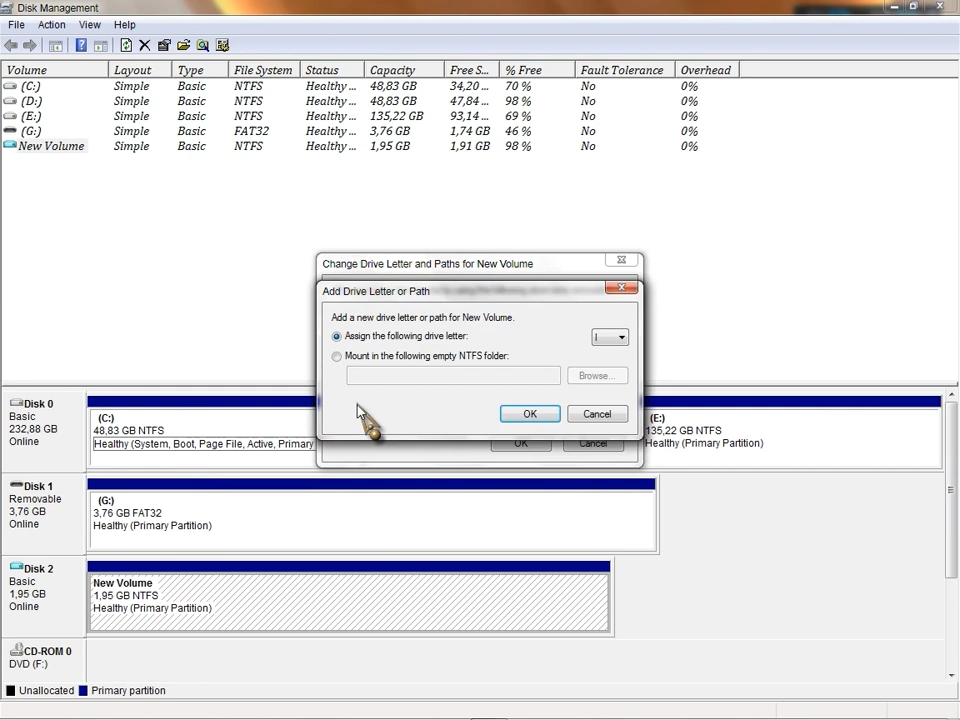 Disk Management
File Action View Help
Volume Layout Type File System Status Capacity Free S... % Free Fault Tolerance Overhead
(C:) Simple Basic NTFS Healthy ... 48,83 GB 34,20 ... 70 % No 0%
(D:) Simple Basic NTFS Healthy ... 48,83 GB 47,84 ... 98 % No 0%
(E:) Simple Basic NTFS Healthy ... 135,22 GB 93,14 ... 69 % No 0%
(G:) Simple Basic FAT32 Healthy ... 3,76 GB 1,74 GB 46 % No 0%
New Volume Simple Basic NTFS Healthy ... 1,95 GB 1,91 GB 98 % No 0%
Change Drive Letter and Paths for New Volume
Add Drive Letter or Path
Add a new drive letter or path for New Volume.
Assign the following drive letter: I
Mount in the following empty NTFS folder:
Browse...
OK Cancel
OK Cancel
Disk 0
Basic
232,88 GB
Online
(C:)
48,83 GB NTFS
Healthy (System, Boot, Page File, Active, Primary
(E:)
135,22 GB NTFS
Healthy (Primary Partition)
Disk 1
Removable
3,76 GB
Online
(G:)
3,76 GB FAT32
Healthy (Primary Partition)
Disk 2
Basic
1,95 GB
Online
New Volume
1,95 GB NTFS
Healthy (Primary Partition)
CD-ROM 0
DVD (F:)
Unallocated Primary partition